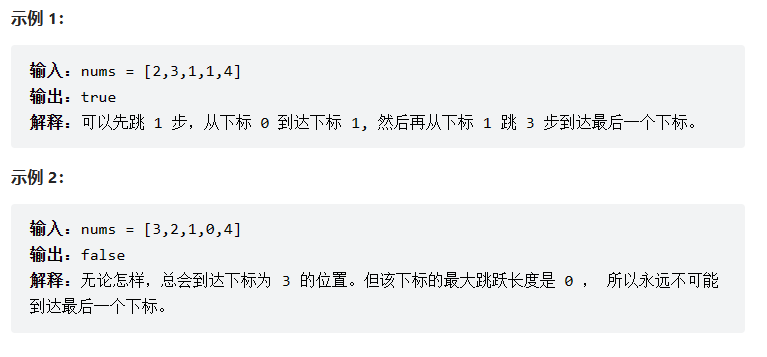 示例 1：
输入：nums = [2,3,1,1,4]
输出：true
解释：可以先跳 1 步，从下标 0 到达下标 1, 然后再从下标 1 跳 3 步到达最后一个下标。
示例 2：
输入：nums = [3,2,1,0,4]
输出：false
解释：无论怎样，总会到达下标为 3 的位置。但该下标的最大跳跃长度是 0 ， 所以永远不可能
到达最后一个下标。